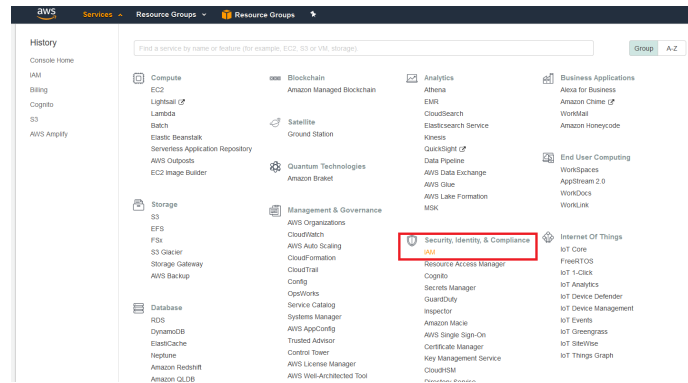 aws
Services
Resource Groups
Resource Groups
History
Console Home
IAM
Billing
Cognito
S3
AWS Amplify
Find a service by name or feature (for example, EC2, S3 or VM, storage).
Group
A-Z
Compute
EC2
Lightsail
Lambda
Batch
Elastic Beanstalk
Serverless Application Repository
AWS Outposts
EC2 Image Builder
Storage
S3
EFS
FSx
S3 Glacier
Storage Gateway
AWS Backup
Database
RDS
DynamoDB
ElastiCache
Neptune
Amazon Redshift
Amazon QLDB
Blockchain
Amazon Managed Blockchain
Satellite
Ground Station
Quantum Technologies
Amazon Braket
Management & Governance
AWS Organizations
CloudWatch
AWS Auto Scaling
CloudFormation
CloudTrail
Config
OpsWorks
Service Catalog
Systems Manager
AWS AppConfig
Trusted Advisor
Control Tower
AWS License Manager
AWS Well-Architected Tool
Analytics
Athena
EMR
CloudSearch
Elasticsearch Service
Kinesis
QuickSight
Data Pipeline
AWS Data Exchange
AWS Glue
AWS Lake Formation
MSK
Security, Identity, & Compliance
IAM
Resource Access Manager
Cognito
Secrets Manager
GuardDuty
Inspector
Amazon Macie
AWS Single Sign-On
Certificate Manager
Key Management Service
CloudHSM
Directory Service
Business Applications
Alexa for Business
Amazon Chime
WorkMail
Amazon Honeycode
End User Computing
WorkSpaces
AppStream 2.0
WorkDocs
WorkLink
Internet Of Things
IoT Core
FreeRTOS
IoT 1-Click
IoT Analytics
IoT Device Defender
IoT Device Management
IoT Events
IoT Greengrass
IoT SiteWise
IoT Things Graph